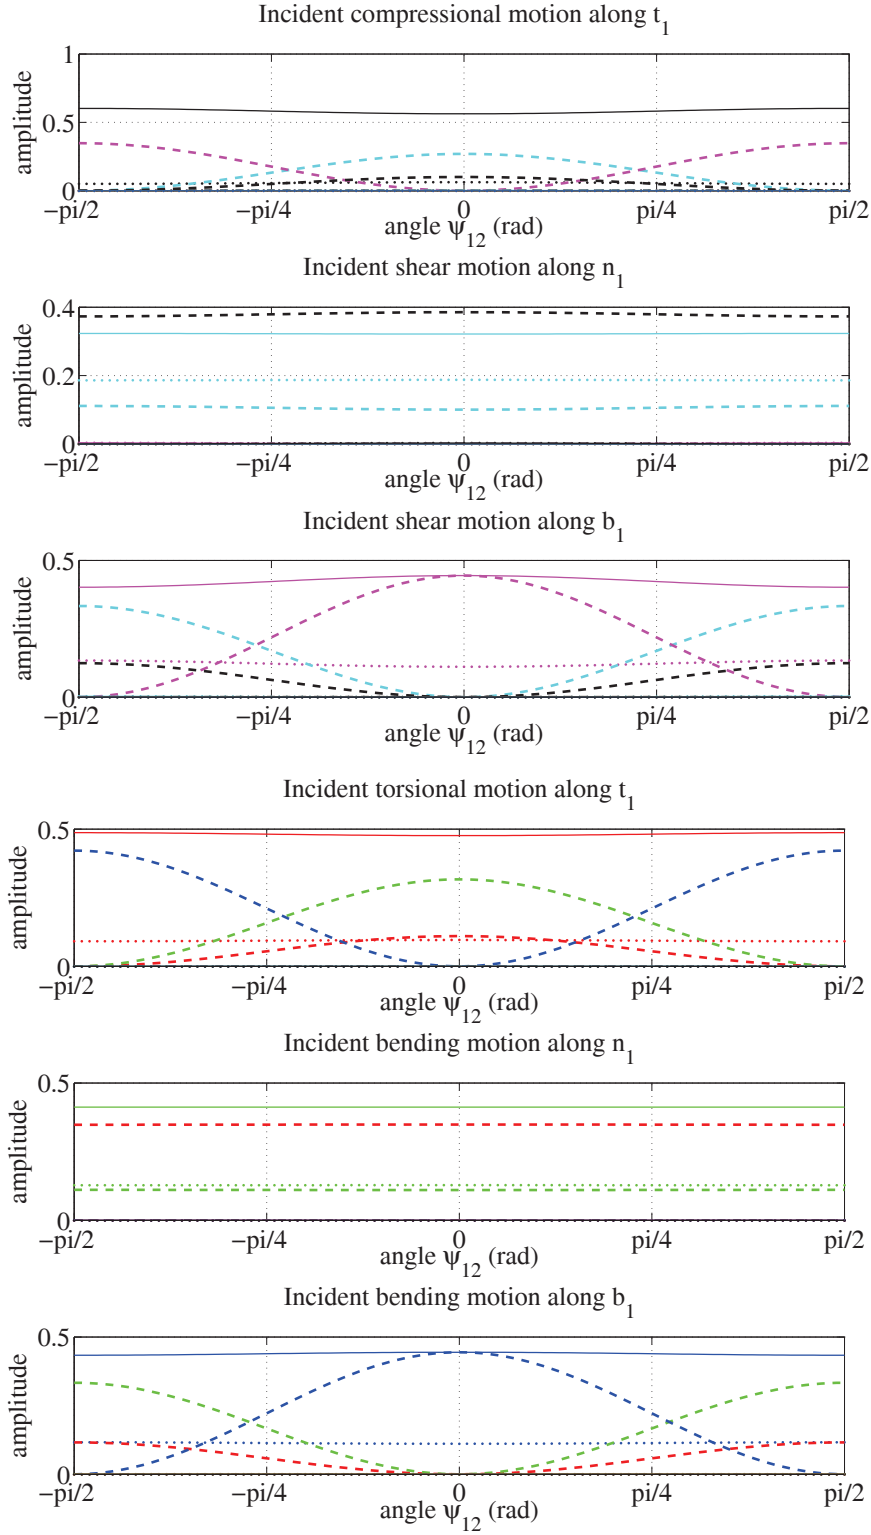 Incident compressional motion along t₁
1
0.5
0
amplitude
−pi/2 −pi/4 0 pi/4 pi/2
angle ψ₁₂ (rad)
Incident shear motion along n₁
0.4
0.2
0
amplitude
−pi/2 −pi/4 0 pi/4 pi/2
angle ψ₁₂ (rad)
Incident shear motion along b₁
0.5
0
amplitude
−pi/2 −pi/4 0 pi/4 pi/2
angle ψ₁₂ (rad)
Incident torsional motion along t₁
0.5
0
amplitude
−pi/2 −pi/4 0 pi/4 pi/2
angle ψ₁₂ (rad)
Incident bending motion along n₁
0.5
0
amplitude
−pi/2 −pi/4 0 pi/4 pi/2
angle ψ₁₂ (rad)
Incident bending motion along b₁
0.5
0
amplitude
−pi/2 −pi/4 0 pi/4 pi/2
angle ψ₁₂ (rad)